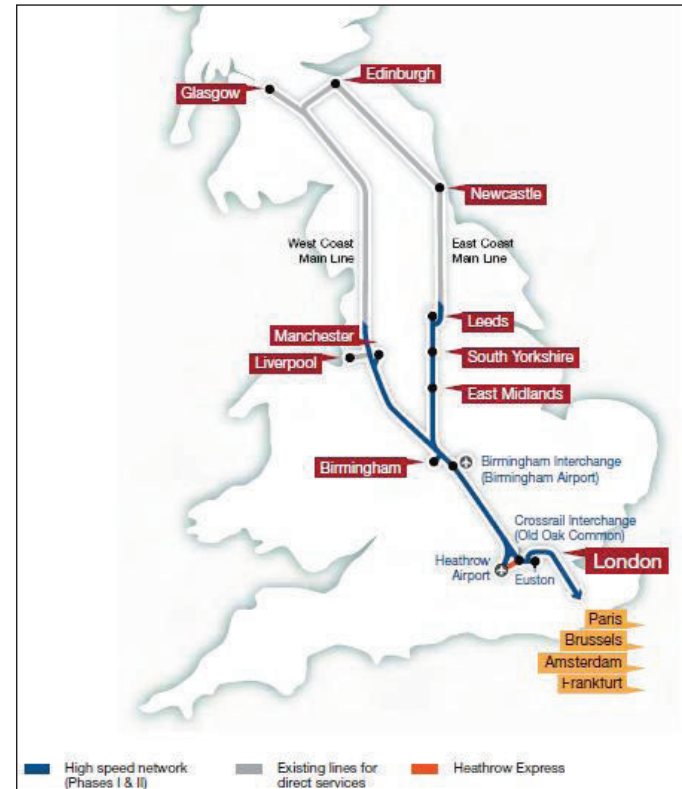 Edinburgh
Glasgow
Newcastle
West Coast
Main Line
East Coast
Main Line
Leeds
Manchester
South Yorkshire
Liverpool
East Midlands
Birmingham
Birmingham Interchange
(Birmingham Airport)
Crossrail Interchange
(Old Oak Common)
London
Heathrow
Airport
Euston
Paris
Brussels
Amsterdam
Frankfurt
High speed network
(Phases I & II)
Existing lines for
direct services
Heathrow Express